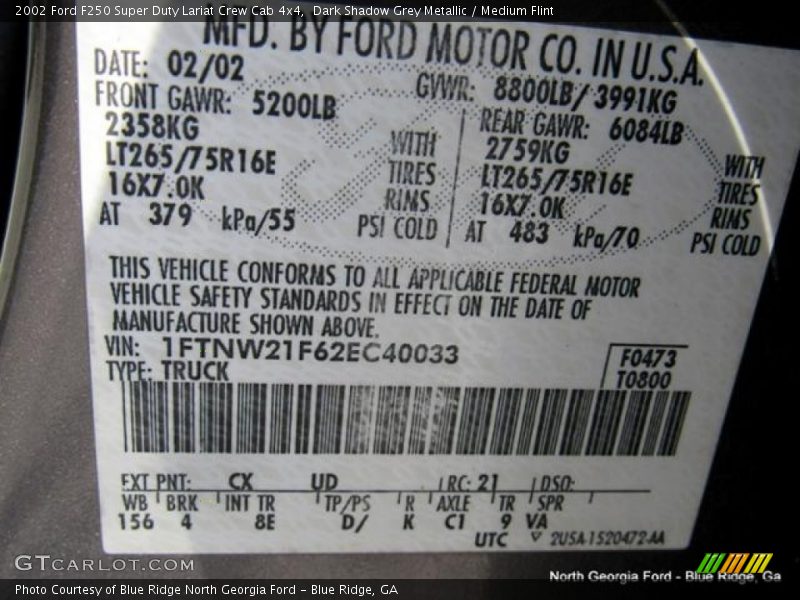 2002 Ford F250 Super Duty Lariat Crew Cab 4x4, Dark Shadow Grey Metallic / Medium Flint
MFD. BY FORD MOTOR CO. IN U.S.A.
DATE: 02/02 GVWR: 8800LB/3991KG
FRONT GAWR: 5200LB REAR GAWR: 6084LB
2358KG WITH 2759KG WITH
LT265/75R16E TIRES LT265/75R16E TIRES
16X7.0K RIMS 16X7.0K RIMS
AT 379 kPa/55 PSI COLD AT 483 kPa/70 PSI COLD
THIS VEHICLE CONFORMS TO ALL APPLICABLE FEDERAL MOTOR
VEHICLE SAFETY STANDARDS IN EFFECT ON THE DATE OF
MANUFACTURE SHOWN ABOVE.
VIN: 1FTNW21F62EC40033 F0473
TYPE: TRUCK T0800
EXT PNT: CX UD RC: 21 DSO:
WB BRK INT TR TP/PS R AXLE TR SPR
156 4 8E D/ K C1 9 VA
UTC 2USA-1520472-AA
GTCarlot.com
North Georgia Ford - Blue Ridge, Ga
Photo Courtesy of Blue Ridge North Georgia Ford - Blue Ridge, GA